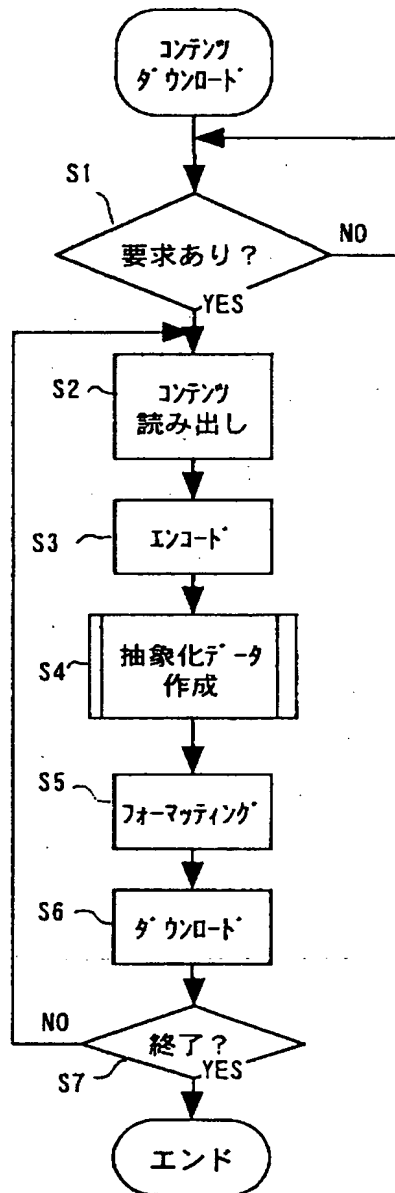 コンテンツ
ダウンロード
S1
要求あり？
NO
YES
S2
コンテンツ
読み出し
S3
エンコード
S4
抽象化データ
作成
S5
フォーマッティング
S6
ダウンロード
NO
終了？
S7
YES
エンド